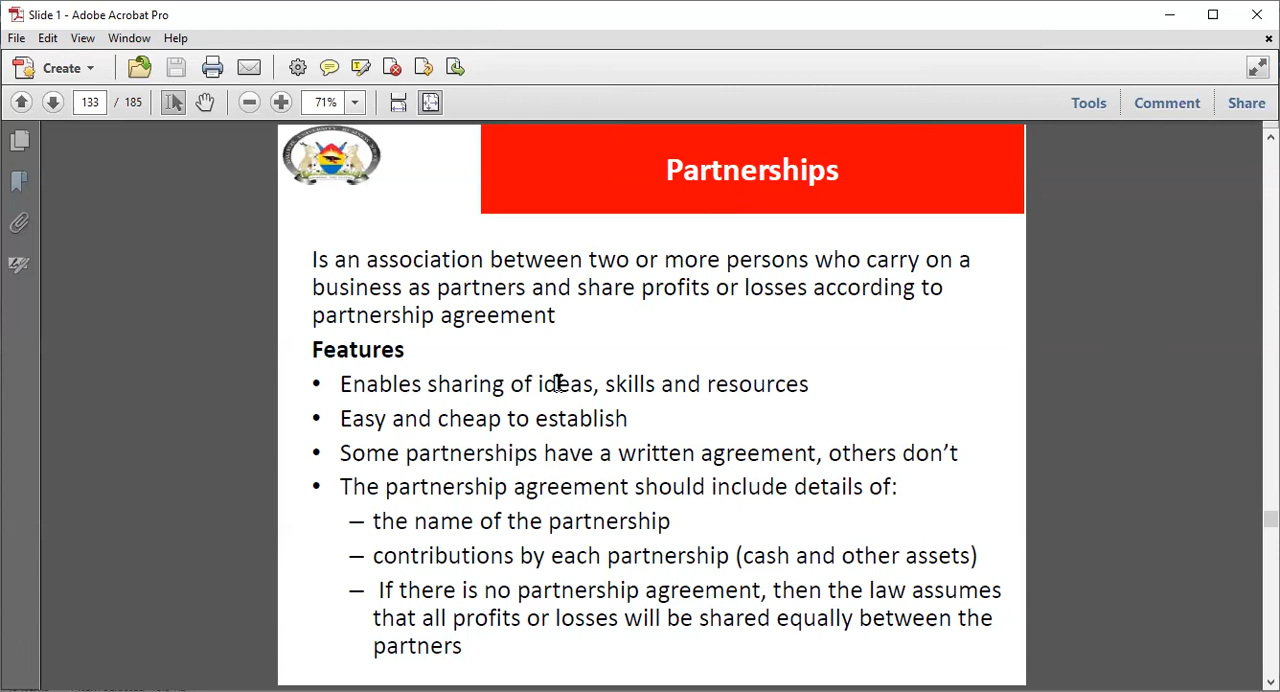 Slide 1 - Adobe Acrobat Pro
File Edit View Window Help
Create
133 / 185 71% Tools Comment Share
Partnerships
Is an association between two or more persons who carry on a
business as partners and share profits or losses according to
partnership agreement
Features
• Enables sharing of ideas, skills and resources
• Easy and cheap to establish
• Some partnerships have a written agreement, others don’t
• The partnership agreement should include details of:
– the name of the partnership
– contributions by each partnership (cash and other assets)
– If there is no partnership agreement, then the law assumes
that all profits or losses will be shared equally between the
partners